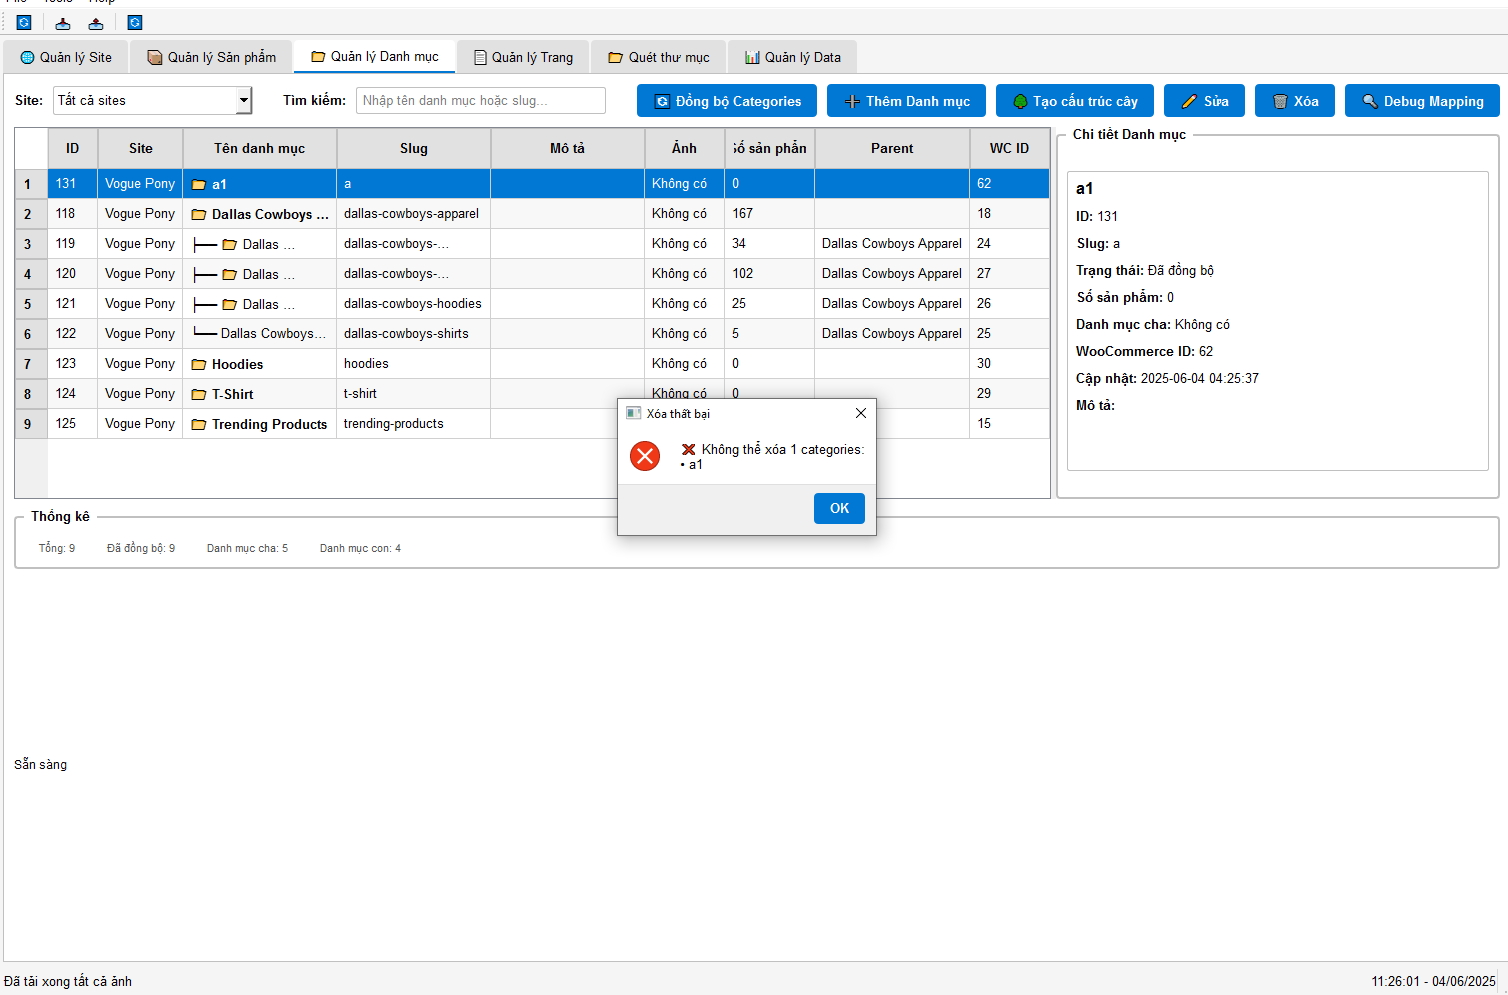 File Tools Help
Quản lý Site Quản lý Sản phẩm Quản lý Danh mục Quản lý Trang Quét thư mục Quản lý Data
Site: Tất cả sites Tìm kiếm: Nhập tên danh mục hoặc slug... Đồng bộ Categories Thêm Danh mục Tạo cấu trúc cây Sửa Xóa Debug Mapping
ID Site Tên danh mục Slug Mô tả Ảnh Số sản phẩn Parent WC ID
1 131 Vogue Pony a1 a Không có 0 62
2 118 Vogue Pony Dallas Cowboys ... dallas-cowboys-apparel Không có 167 18
3 119 Vogue Pony Dallas ... dallas-cowboys-... Không có 34 Dallas Cowboys Apparel 24
4 120 Vogue Pony Dallas ... dallas-cowboys-... Không có 102 Dallas Cowboys Apparel 27
5 121 Vogue Pony Dallas ... dallas-cowboys-hoodies Không có 25 Dallas Cowboys Apparel 26
6 122 Vogue Pony Dallas Cowboys... dallas-cowboys-shirts Không có 5 Dallas Cowboys Apparel 25
7 123 Vogue Pony Hoodies hoodies Không có 0 30
8 124 Vogue Pony T-Shirt t-shirt Không có 0 29
9 125 Vogue Pony Trending Products trending-products 15
Chi tiết Danh mục
a1
ID: 131
Slug: a
Trạng thái: Đã đồng bộ
Số sản phẩm: 0
Danh mục cha: Không có
WooCommerce ID: 62
Cập nhật: 2025-06-04 04:25:37
Mô tả:
Xóa thất bại
Không thể xóa 1 categories:
• a1
OK
Thống kê
Tổng: 9 Đã đồng bộ: 9 Danh mục cha: 5 Danh mục con: 4
Sẵn sàng
Đã tải xong tất cả ảnh 11:26:01 - 04/06/2025